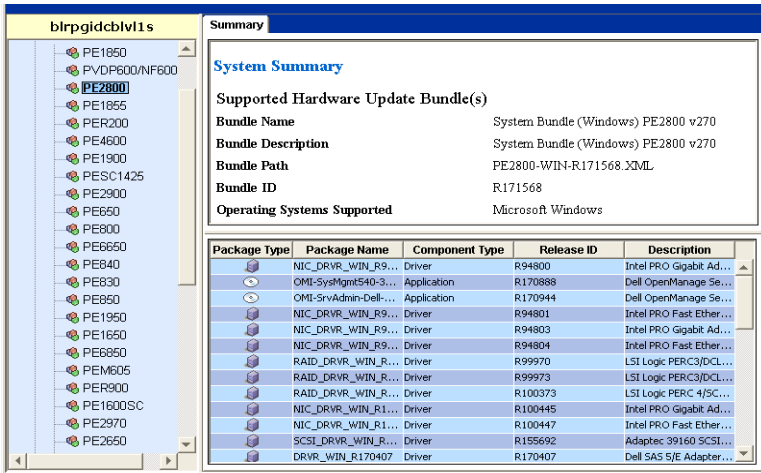 blrpgidcblvl1s
PE1850
PVDP600/NF600
PE2800
PE1855
PER200
PE4600
PE1900
PESC1425
PE2900
PE650
PE800
PE6650
PE840
PE830
PE850
PE1950
PE1650
PE6850
PEM605
PER900
PE1600SC
PE2970
PE2650
Summary
System Summary
Supported Hardware Update Bundle(s)
Bundle Name System Bundle (Windows) PE2800 v270
Bundle Description System Bundle (Windows) PE2800 v270
Bundle Path PE2800-WIN-R171568.XML
Bundle ID R171568
Operating Systems Supported Microsoft Windows
Package Type Package Name Component Type Release ID Description
NIC_DRVR_WIN_R9... Driver R94800 Intel PRO Gigabit Ad...
OMI-SysMgmt540-3... Application R170888 Dell OpenManage Se...
OMI-SrvAdmin-Dell-... Application R170944 Dell OpenManage Se...
NIC_DRVR_WIN_R9... Driver R94801 Intel PRO Fast Ether...
NIC_DRVR_WIN_R9... Driver R94803 Intel PRO Gigabit Ad...
NIC_DRVR_WIN_R9... Driver R94804 Intel PRO Fast Ether...
RAID_DRVR_WIN_R... Driver R99970 LSI Logic PERC3/DCL...
RAID_DRVR_WIN_R... Driver R99973 LSI Logic PERC3/DCL...
RAID_DRVR_WIN_R... Driver R100373 LSI Logic PERC 4/SC...
NIC_DRVR_WIN_R1... Driver R100445 Intel PRO Gigabit Ad...
NIC_DRVR_WIN_R1... Driver R100447 Intel PRO Fast Ether...
SCSI_DRVR_WIN_R... Driver R155692 Adaptec 39160 SCSI...
DRVR_WIN_R170407 Driver R170407 Dell SAS 5/E Adapter...